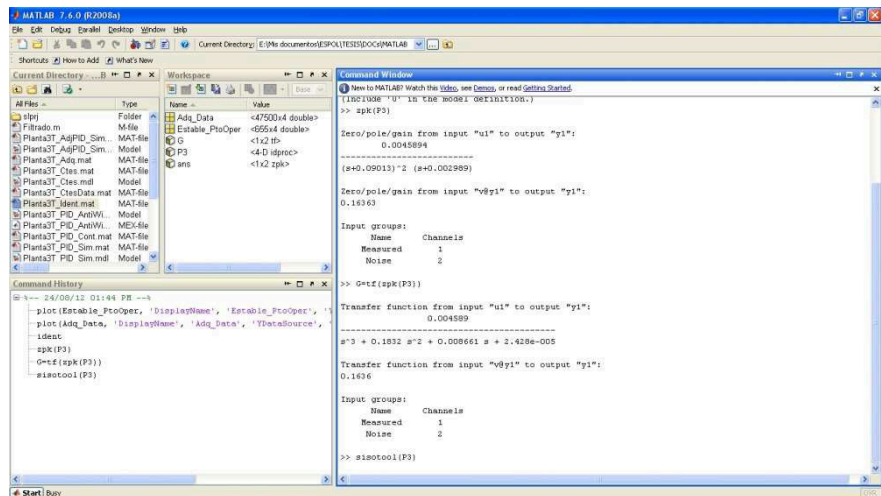 MATLAB 7.6.0 (R2008a)
File Edit Debug Parallel Desktop Window Help
Current Directory: E:\Mis documentos\ESPOL\TESIS\DOCs\MATLAB
Shortcuts How to Add What's New
Current Directory - ...B
All Files Type
slprj Folder
Filtrado.m M-file
Planta3T_AdjPID_Sim... MAT-file
Planta3T_AdjPID_Sim... Model
Planta3T_Adq.mat MAT-file
Planta3T_Ctes.mat MAT-file
Planta3T_Ctes.mdl Model
Planta3T_CtesData.mat MAT-file
Planta3T_Ident.mat MAT-file
Planta3T_PID_AntiWi... Model
Planta3T_PID_AntiWi... MEX-file
Planta3T_PID_Cont.mat MAT-file
Planta3T_PID_Sim.mat MAT-file
Planta3T_PID_Sim.mdl Model
Workspace
Base
Name Value
Adq_Data <47500x4 double>
Estable_PtoOper <655x4 double>
G <1x2 tf>
P3 <4-D idproc>
ans <1x2 zpk>
Command History
%-- 24/08/12 01:44 PM --%
plot(Estable_PtoOper, 'DisplayName', 'Estable_PtoOper', 'Y
plot(Adq_Data, 'DisplayName', 'Adq_Data', 'YDataSource', '
ident
zpk(P3)
G=tf(zpk(P3))
sisotool(P3)
Command Window
New to MATLAB? Watch this Video, see Demos, or read Getting Started.
(include 'u' in the model definition.)
>> zpk(P3)
Zero/pole/gain from input "u1" to output "y1":
0.0045894
---------------------------
(s+0.09013)^2 (s+0.002989)
Zero/pole/gain from input "v@y1" to output "y1":
0.16363
Input groups:
Name Channels
Measured 1
Noise 2
>> G=tf(zpk(P3))
Transfer function from input "u1" to output "y1":
0.004589
-------------------------------------------
s^3 + 0.1832 s^2 + 0.008661 s + 2.428e-005
Transfer function from input "v@y1" to output "y1":
0.1636
Input groups:
Name Channels
Measured 1
Noise 2
>> sisotool(P3)
Start Busy
OVR